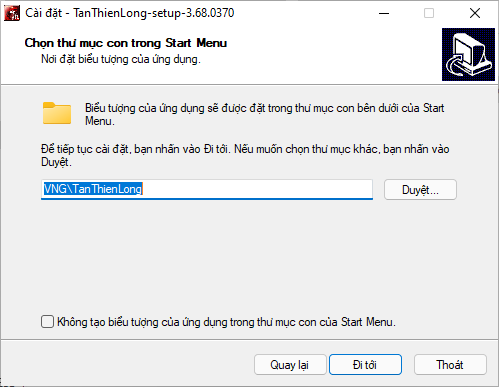 Cài đặt - TanThienLong-setup-3.68.0370
Chọn thư mục con trong Start Menu
Nơi đặt biểu tượng của ứng dụng.
Biểu tượng của ứng dụng sẽ được đặt trong thư mục con bên dưới của Start
Menu.
Để tiếp tục cài đặt, bạn nhấn vào Đi tới. Nếu muốn chọn thư mục khác, bạn nhấn vào
Duyệt.
VNG\TanThienLong
Duyệt...
Không tạo biểu tượng của ứng dụng trong thư mục con của Start Menu.
Quay lại
Đi tới
Thoát